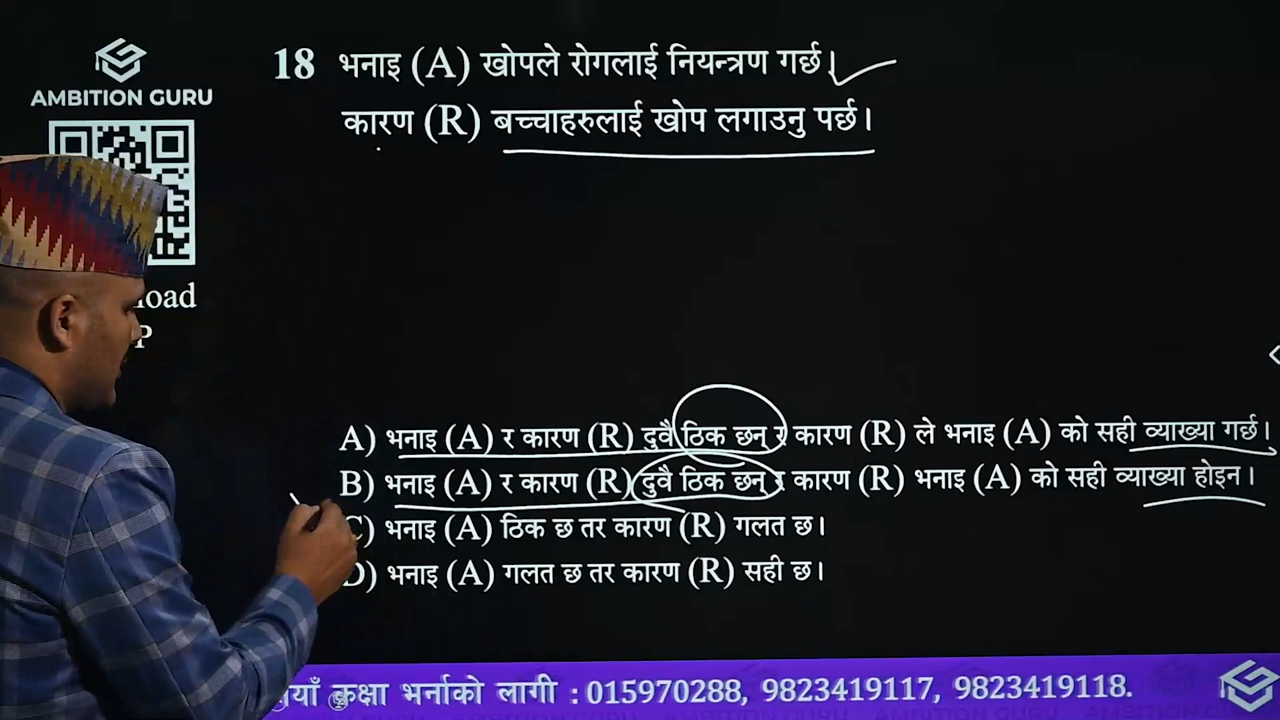 AMBITION GURU
18 भनाइ (A) खोपले रोगलाई नियन्त्रण गर्छ।
कारण (R) बच्चाहरुलाई खोप लगाउनु पर्छ।
A) भनाइ (A) र कारण (R) दुवै ठिक छन् र कारण (R) ले भनाइ (A) को सही व्याख्या गर्छ।
B) भनाइ (A) र कारण (R) दुवै ठिक छन् र कारण (R) भनाइ (A) को सही व्याख्या होइन।
C) भनाइ (A) ठिक छ तर कारण (R) गलत छ।
D) भनाइ (A) गलत छ तर कारण (R) सही छ।
कक्षा भर्नाको लागी : 015970288, 9823419117, 9823419118.